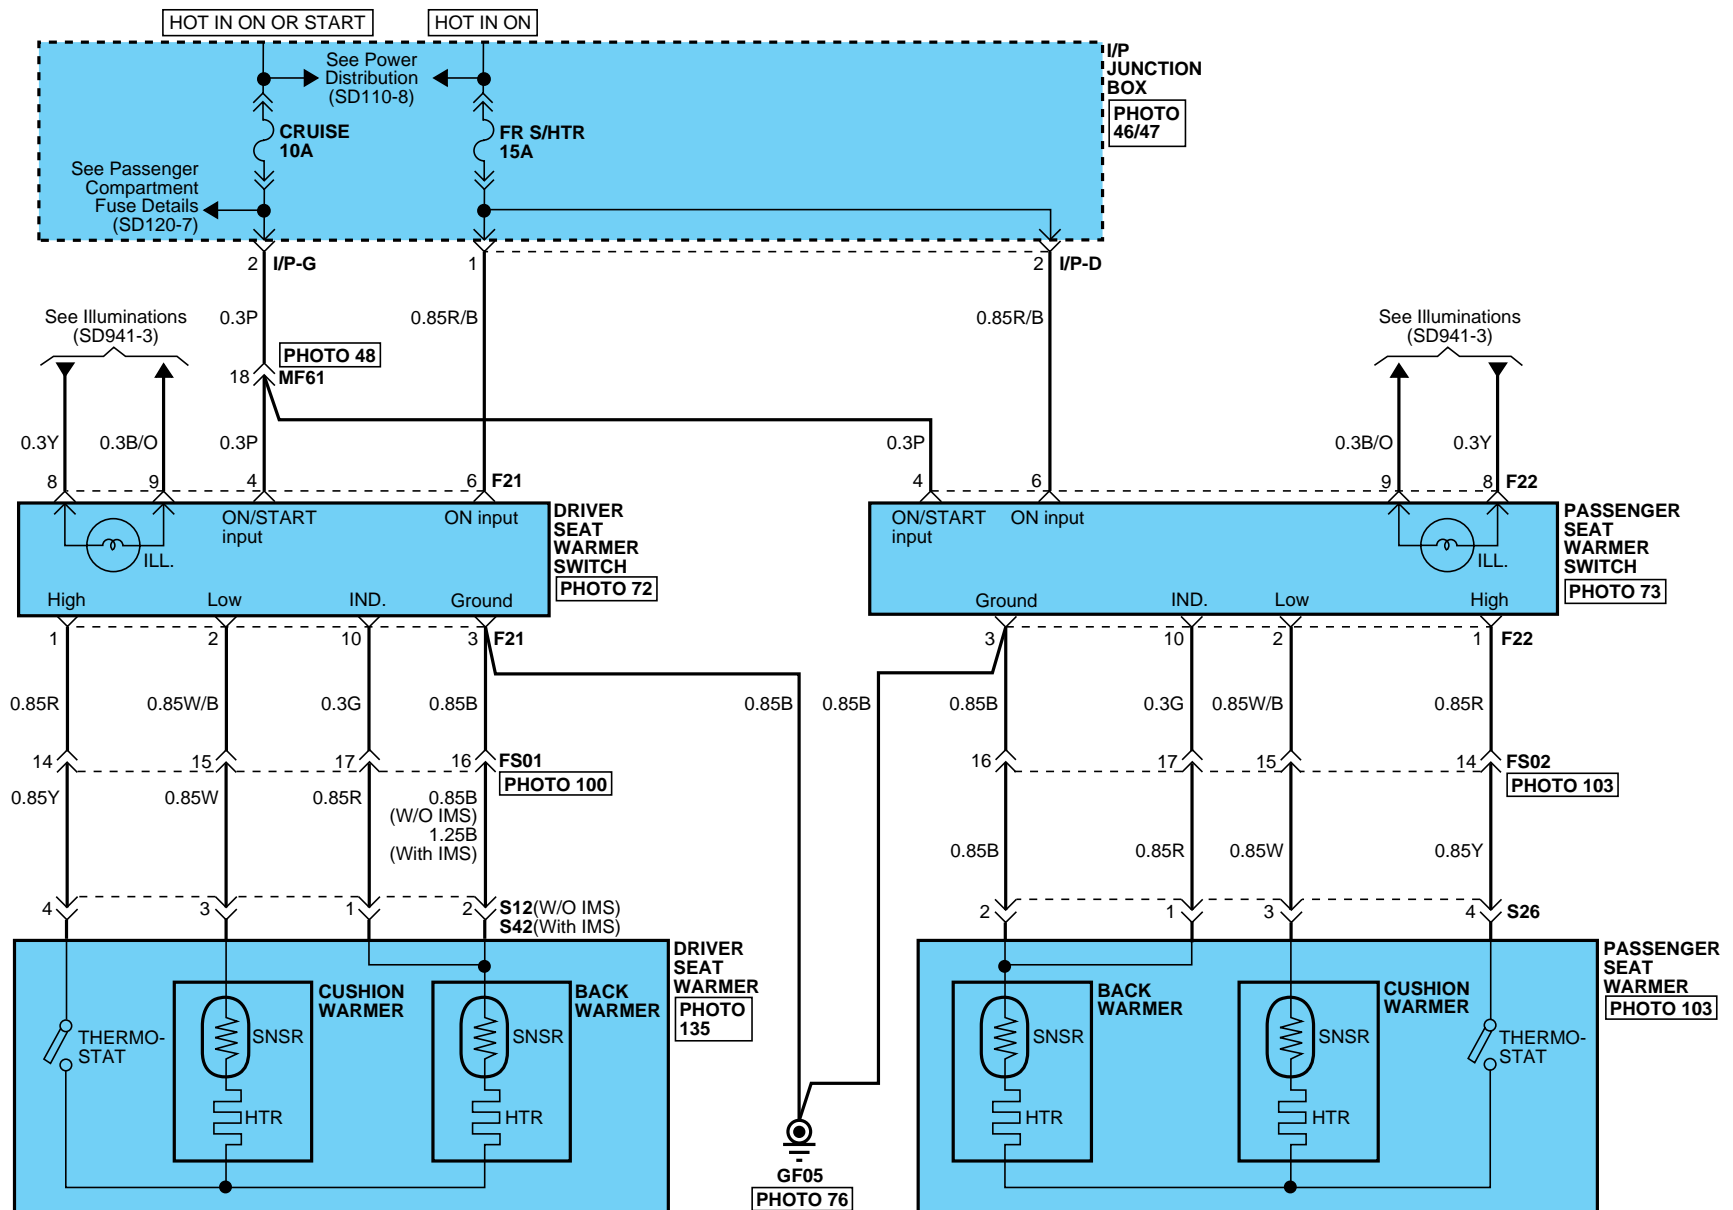 HOT IN ON OR START
HOT IN ON
See Power
Distribution
(SD110-8)
I/P
JUNCTION
BOX
PHOTO
46/47
CRUISE
10A
FR S/HTR
15A
See Passenger
Compartment
Fuse Details
(SD120-7)
2 I/P-G
1
2 I/P-D
See Illuminations
(SD941-3)
0.3P
0.85R/B
0.85R/B
See Illuminations
(SD941-3)
PHOTO 48
18 MF61
0.3Y
0.3B/O
0.3P
0.3P
0.3B/O
0.3Y
8
9
4
6 F21
4
6
9
8 F22
ON/START
input
ON input
ILL.
DRIVER
SEAT
WARMER
SWITCH
PHOTO 72
High
Low
IND.
Ground
ON/START
input
ON input
ILL.
PASSENGER
SEAT
WARMER
SWITCH
PHOTO 73
Ground
IND.
Low
High
1
2
10
3 F21
3
10
2
1 F22
0.85R
0.85W/B
0.3G
0.85B
0.85B
0.85B
0.85B
0.3G
0.85W/B
0.85R
14
15
17
16 FS01
PHOTO 100
16
17
15
14 FS02
PHOTO 103
0.85Y
0.85W
0.85R
0.85B
(W/O IMS)
1.25B
(With IMS)
0.85B
0.85R
0.85W
0.85Y
4
3
1
2 S12(W/O IMS)
S42(With IMS)
2
1
3
4 S26
DRIVER
SEAT
WARMER
PHOTO
135
CUSHION
WARMER
BACK
WARMER
THERMO-
STAT
SNSR
HTR
SNSR
HTR
PASSENGER
SEAT
WARMER
PHOTO 103
BACK
WARMER
CUSHION
WARMER
SNSR
HTR
SNSR
HTR
THERMO-
STAT
GF05
PHOTO 76